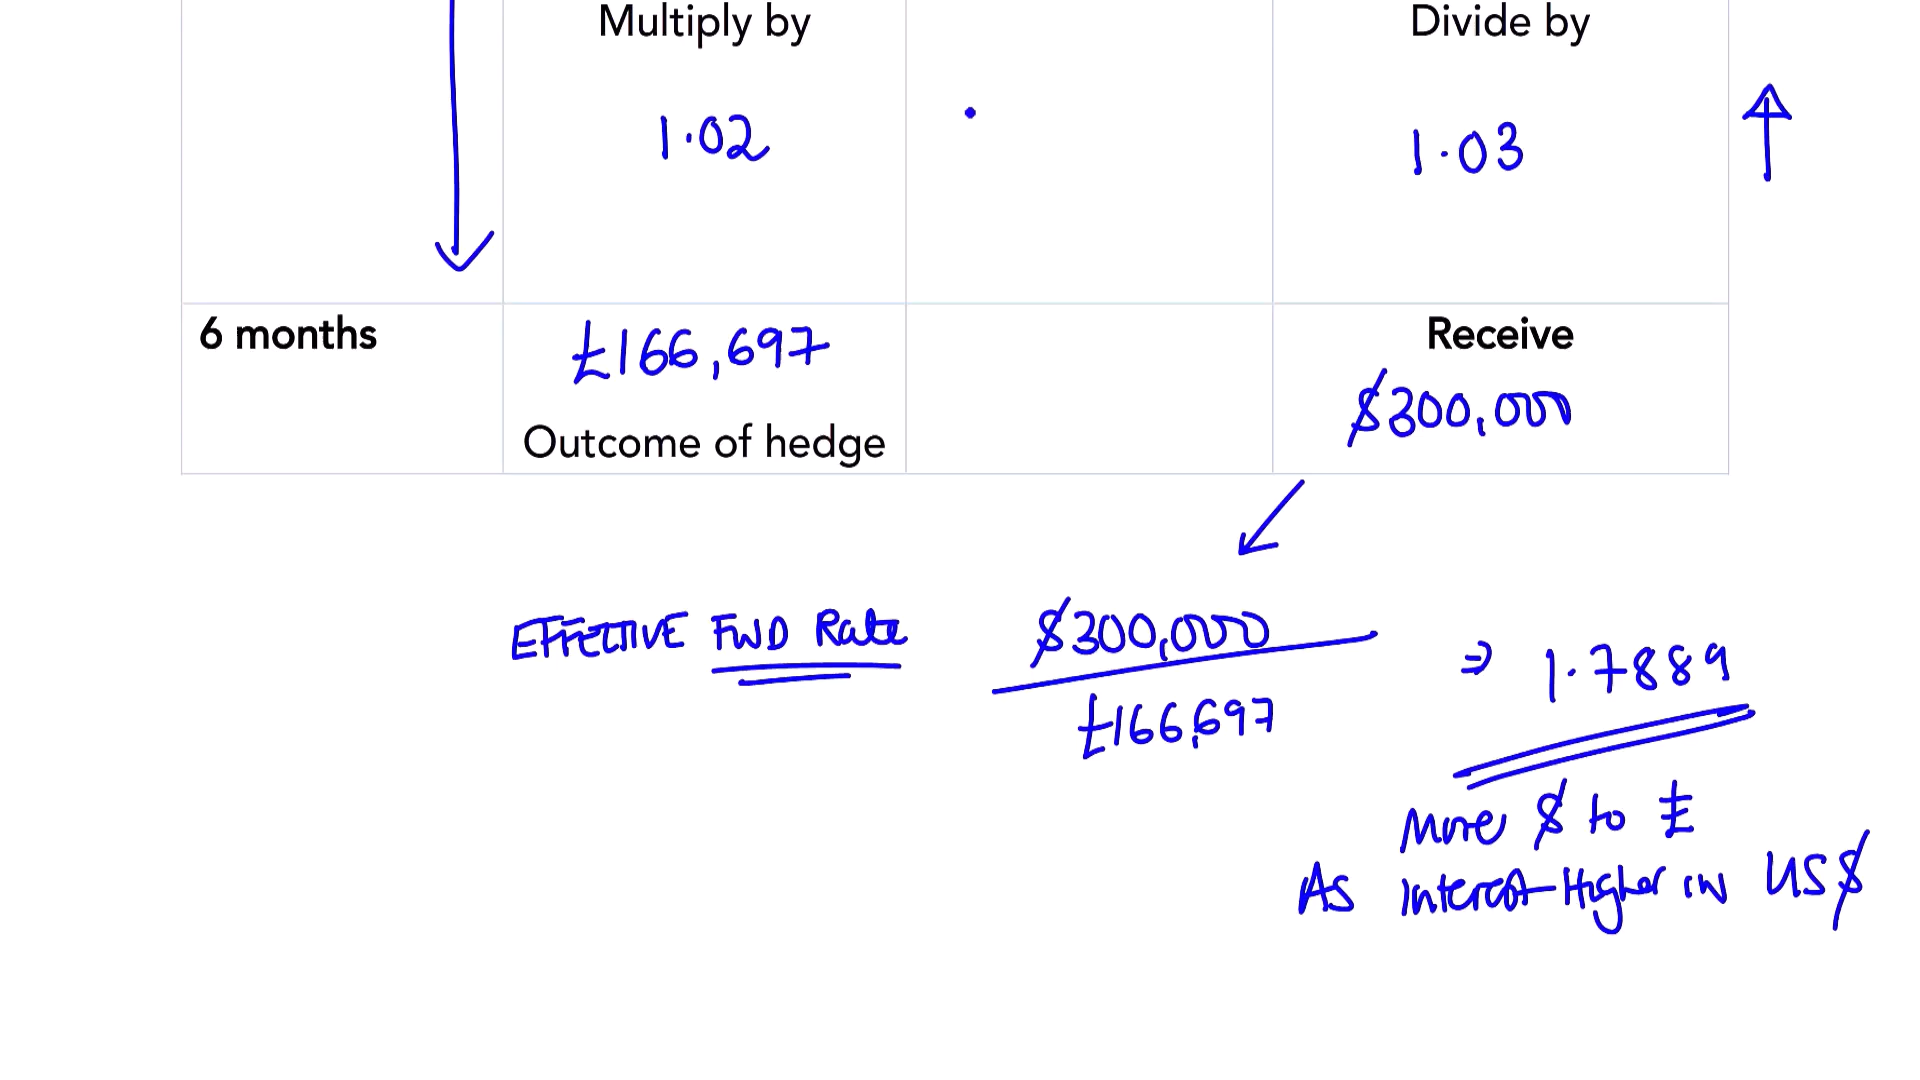 Multiply by
Divide by
1.02
1.03
6 months
£166,697
Receive
$300,000
Outcome of hedge
EFFECTIVE FWD Rate
$300,000
£166,697
⇒ 1.7889
More $ to £
As Interest Higher in US$